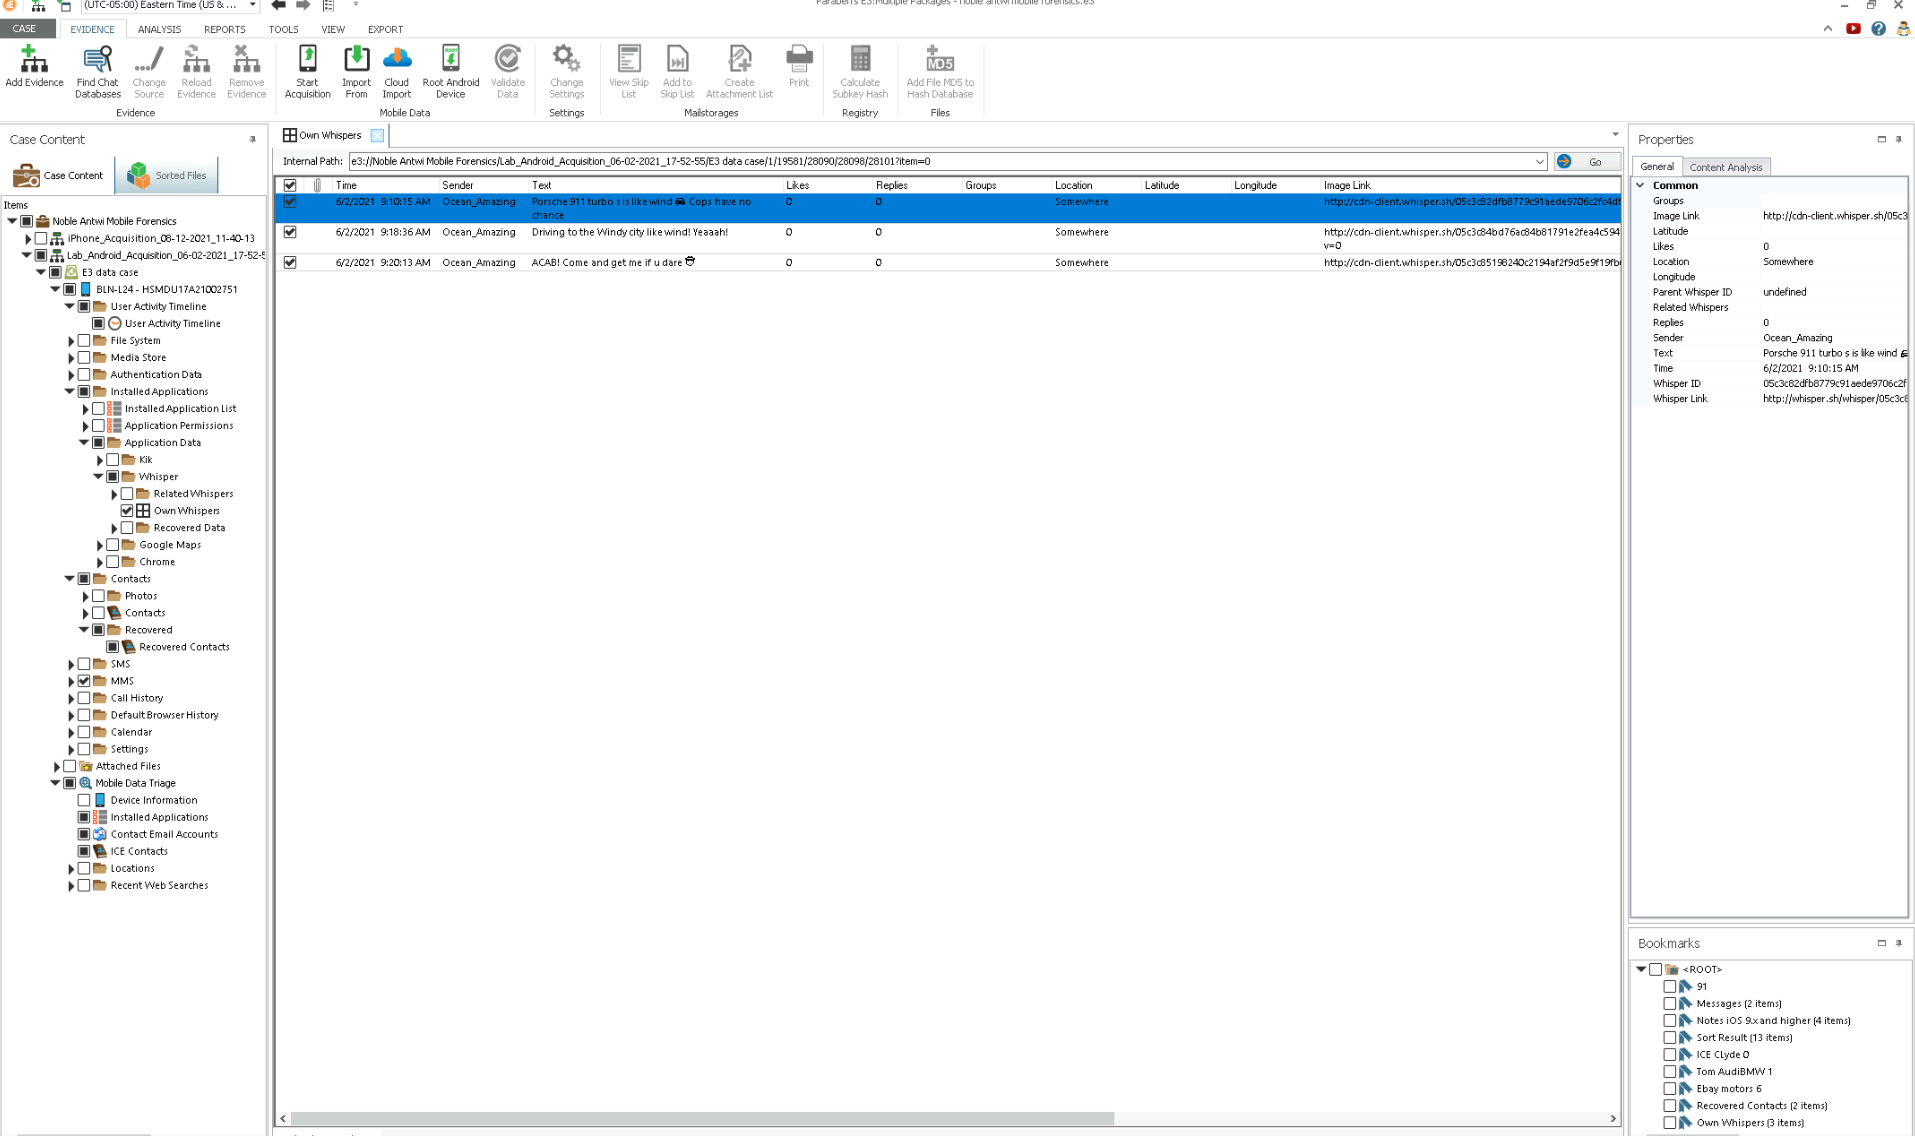 (UTC-05:00) Eastern Time (US & ...
Paraben's E3:Multiple Packages - noble antwi mobile forensics.e3
CASE EVIDENCE ANALYSIS REPORTS TOOLS VIEW EXPORT
Add Evidence
Find Chat Databases
Change Source
Reload Evidence
Remove Evidence
Start Acquisition
Import From
Cloud Import
Root Android Device
Validate Data
Change Settings
View Skip List
Add to Skip List
Create Attachment List
Print
Calculate Subkey Hash
Add File MD5 to Hash Database
Evidence Mobile Data Settings Mailstorages Registry Files
Case Content
Case Content Sorted Files
Items
Noble Antwi Mobile Forensics
iPhone_Acquisition_08-12-2021_11-40-13
Lab_Android_Acquisition_06-02-2021_17-52-5
E3 data case
BLN-L24 - HSMDU17A21002751
User Activity Timeline
User Activity Timeline
File System
Media Store
Authentication Data
Installed Applications
Installed Application List
Application Permissions
Application Data
Kik
Whisper
Related Whispers
Own Whispers
Recovered Data
Google Maps
Chrome
Contacts
Photos
Contacts
Recovered
Recovered Contacts
SMS
MMS
Call History
Default Browser History
Calendar
Settings
Attached Files
Mobile Data Triage
Device Information
Installed Applications
Contact Email Accounts
ICE Contacts
Locations
Recent Web Searches
Own Whispers
Internal Path: e3://Noble Antwi Mobile Forensics/Lab_Android_Acquisition_06-02-2021_17-52-55/E3 data case/1/19581/28090/28098/28101?item=0 Go
Time Sender Text Likes Replies Groups Location Latitude Longitude Image Link
6/2/2021 9:10:15 AM Ocean_Amazing Porsche 911 turbo s is like wind 🚘 Cops have no 0 0 Somewhere http://cdn-client.whisper.sh/05c3c82dfb8779c91aede9706c2fc4df
chance
6/2/2021 9:18:36 AM Ocean_Amazing Driving to the Windy city like wind! Yeaaah! 0 0 Somewhere http://cdn-client.whisper.sh/05c3c84bd76ac84b81791e2fea4c594
v=0
6/2/2021 9:20:13 AM Ocean_Amazing ACAB! Come and get me if u dare 0 0 Somewhere http://cdn-client.whisper.sh/05c3c85198240c2194af2f9d5e9f19fb
Properties
General Content Analysis
Common
Groups
Image Link http://cdn-client.whisper.sh/05c3
Latitude
Likes 0
Location Somewhere
Longitude
Parent Whisper ID undefined
Related Whispers
Replies 0
Sender Ocean_Amazing
Text Porsche 911 turbo s is like wind
Time 6/2/2021 9:10:15 AM
Whisper ID 05c3c82dfb8779c91aede9706c2f
Whisper Link http://whisper.sh/whisper/05c3c8
Bookmarks
<ROOT>
91
Messages (2 items)
Notes iOS 9.x and higher (4 items)
Sort Result (13 items)
ICE Clyde 0
Tom AudiBMW 1
Ebay motors 6
Recovered Contacts (2 items)
Own Whispers (3 items)